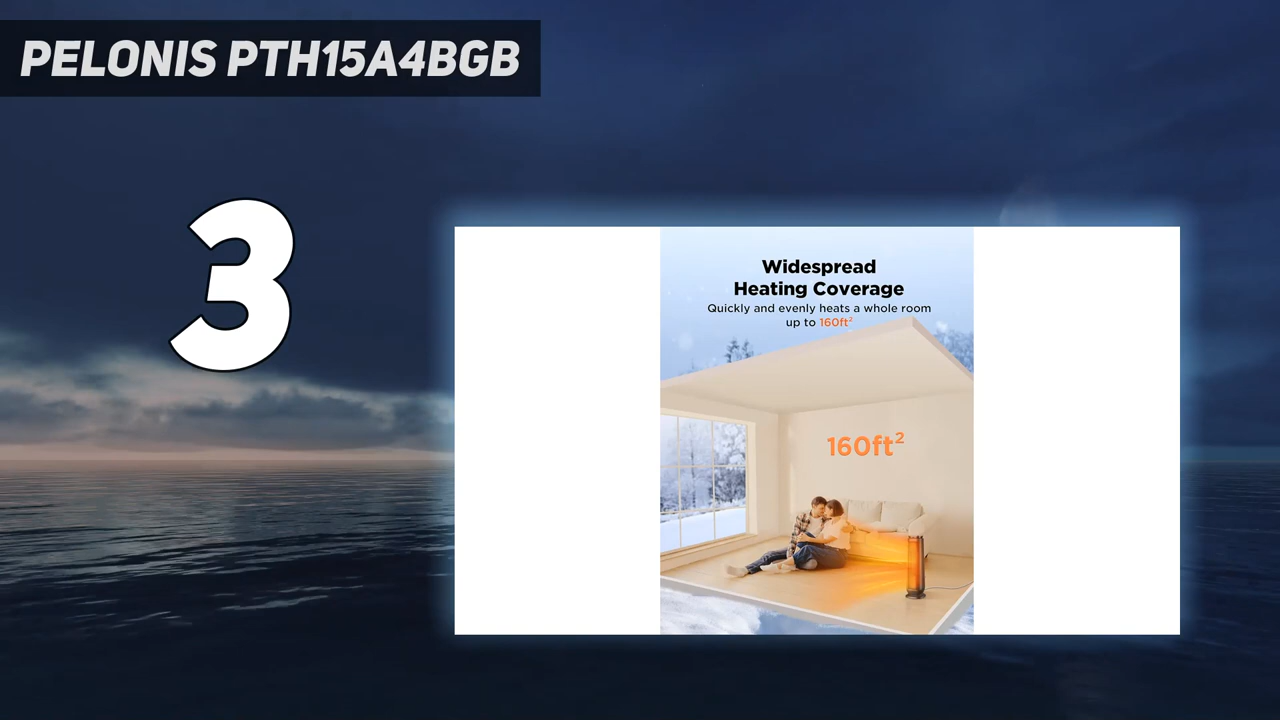 PELONIS PTH15A4BGB
3
Widespread
Heating Coverage
Quickly and evenly heats a whole room
up to 160ft²
160ft²